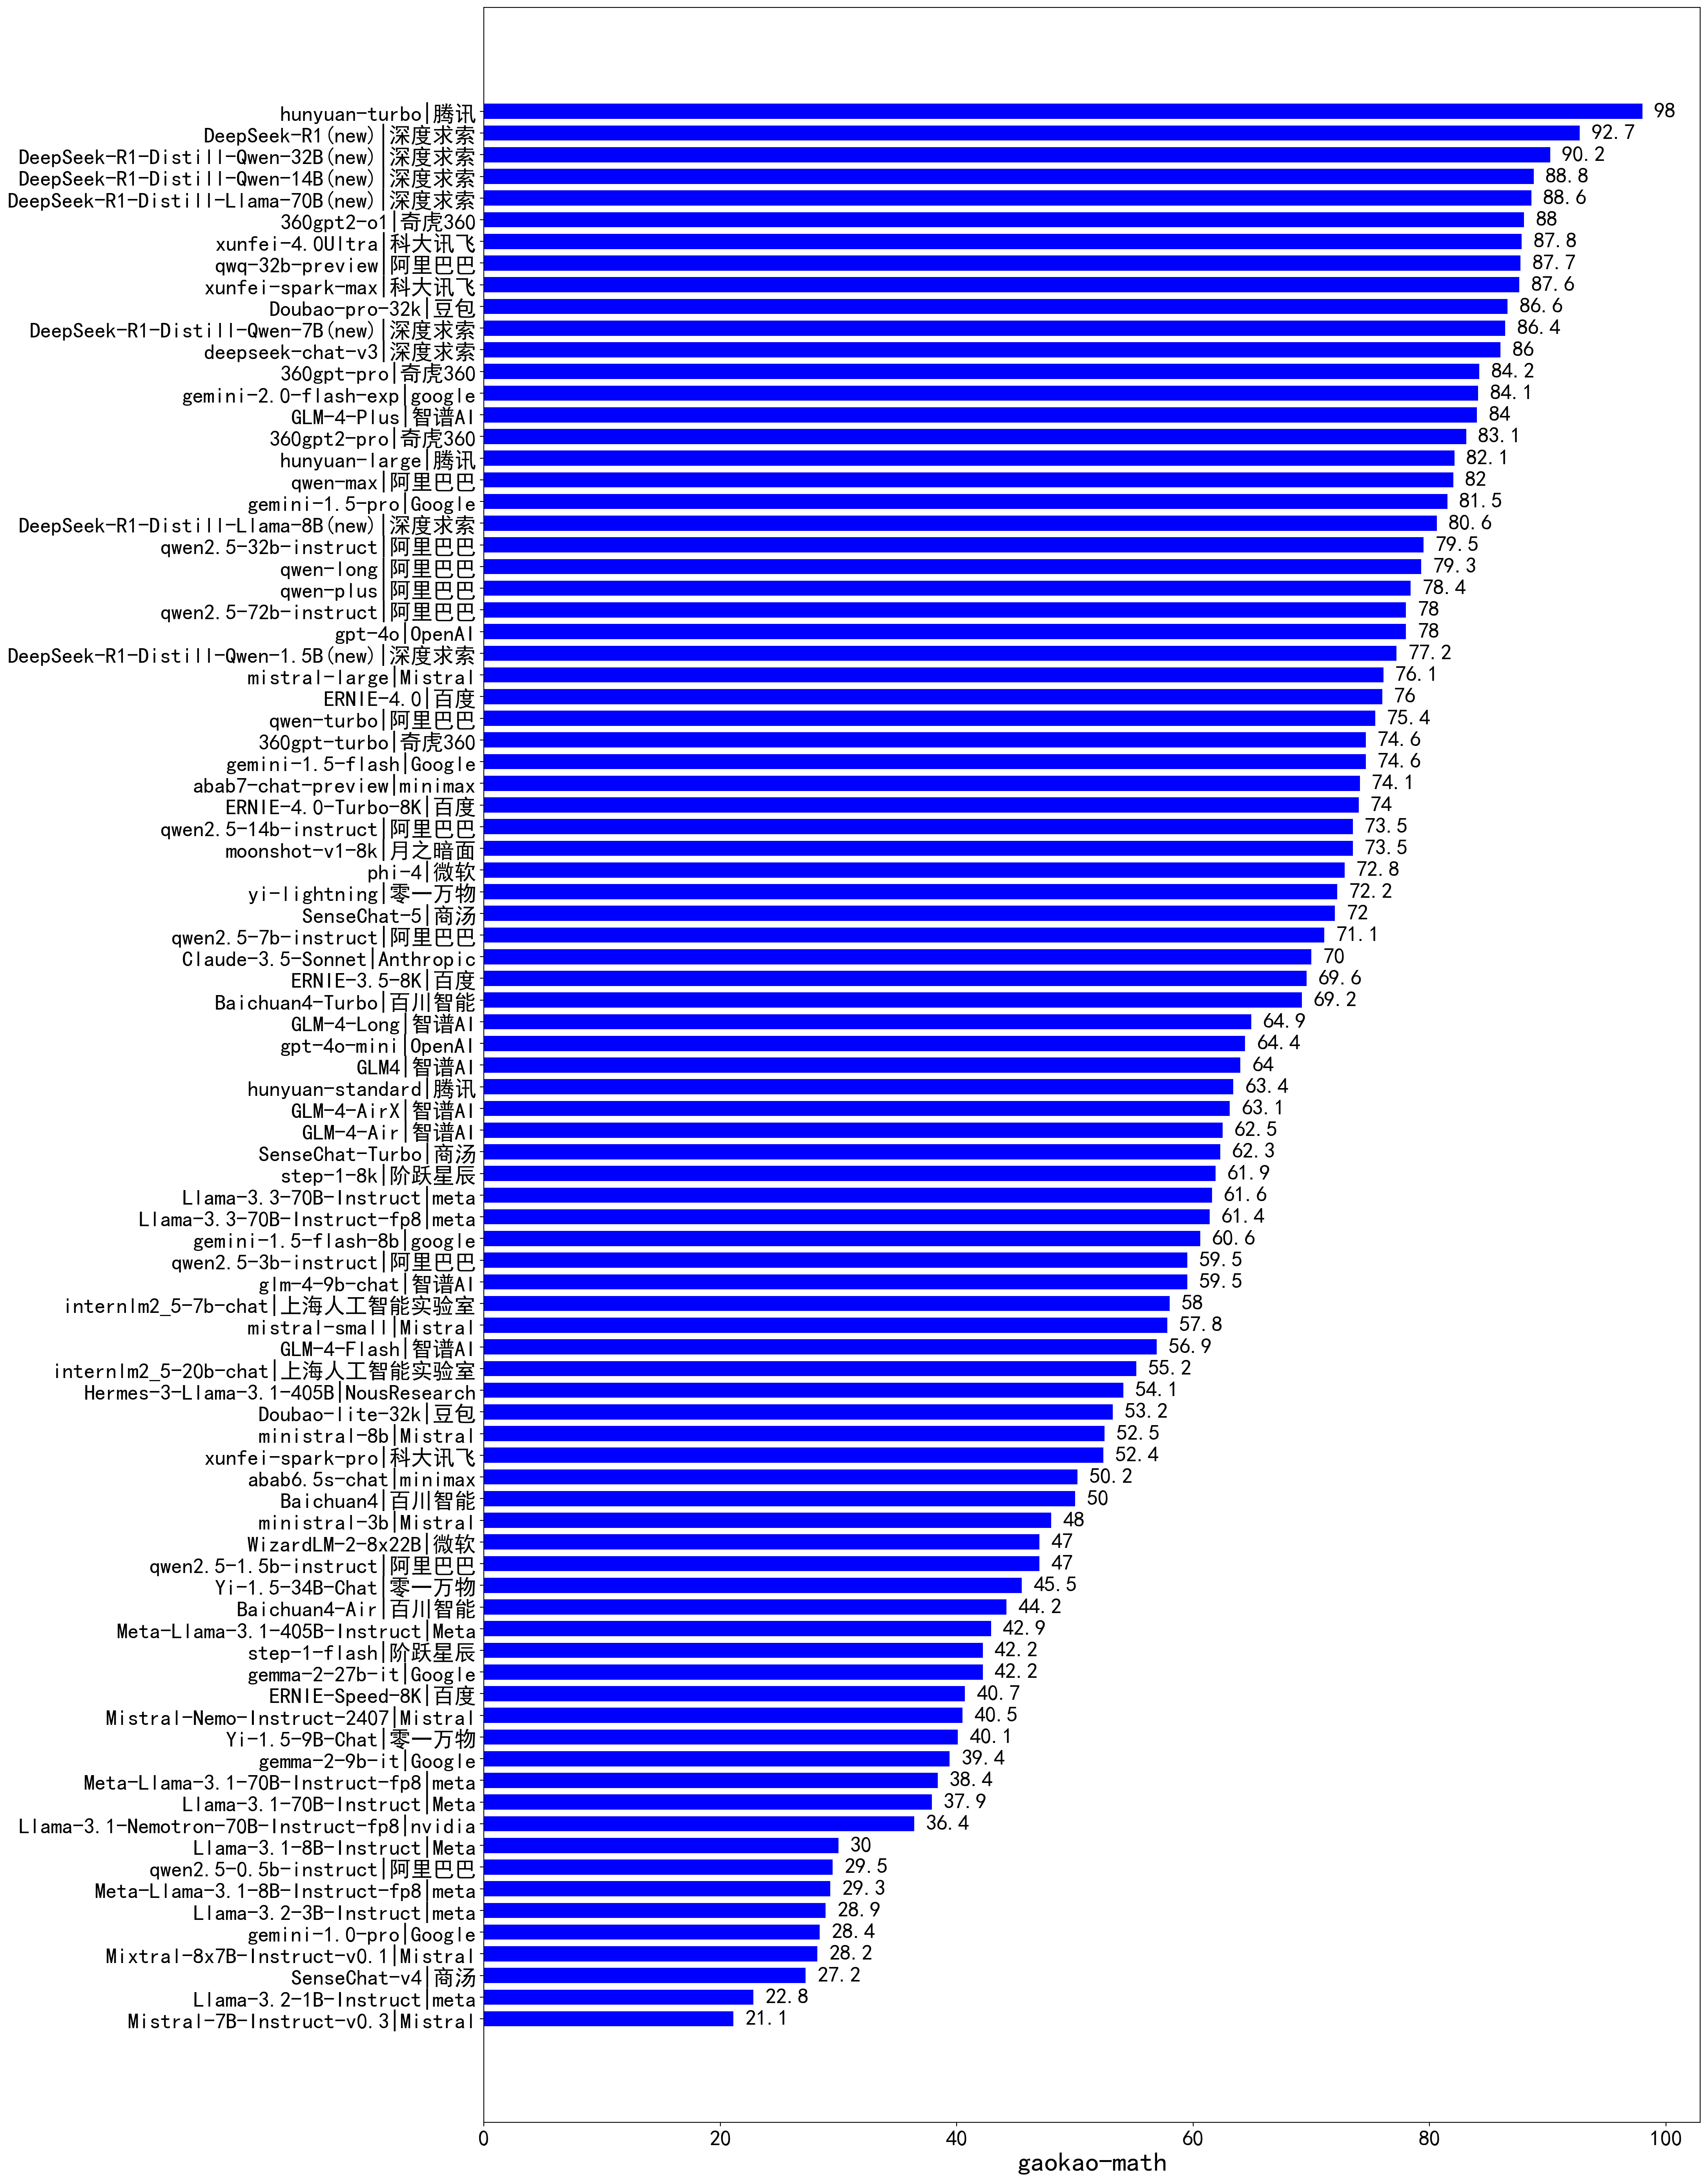 hunyuan-turbo|腾讯 98
DeepSeek-R1(new)|深度求索 92.7
DeepSeek-R1-Distill-Qwen-32B(new)|深度求索 90.2
DeepSeek-R1-Distill-Qwen-14B(new)|深度求索 88.8
DeepSeek-R1-Distill-Llama-70B(new)|深度求索 88.6
360gpt2-o1|奇虎360 88
xunfei-4.0Ultra|科大讯飞 87.8
qwq-32b-preview|阿里巴巴 87.7
xunfei-spark-max|科大讯飞 87.6
Doubao-pro-32k|豆包 86.6
DeepSeek-R1-Distill-Qwen-7B(new)|深度求索 86.4
deepseek-chat-v3|深度求索 86
360gpt-pro|奇虎360 84.2
gemini-2.0-flash-exp|google 84.1
GLM-4-Plus|智谱AI 84
360gpt2-pro|奇虎360 83.1
hunyuan-large|腾讯 82.1
qwen-max|阿里巴巴 82
gemini-1.5-pro|Google 81.5
DeepSeek-R1-Distill-Llama-8B(new)|深度求索 80.6
qwen2.5-32b-instruct|阿里巴巴 79.5
qwen-long|阿里巴巴 79.3
qwen-plus|阿里巴巴 78.4
qwen2.5-72b-instruct|阿里巴巴 78
gpt-4o|OpenAI 78
DeepSeek-R1-Distill-Qwen-1.5B(new)|深度求索 77.2
mistral-large|Mistral 76.1
ERNIE-4.0|百度 76
qwen-turbo|阿里巴巴 75.4
360gpt-turbo|奇虎360 74.6
gemini-1.5-flash|Google 74.6
abab7-chat-preview|minimax 74.1
ERNIE-4.0-Turbo-8K|百度 74
qwen2.5-14b-instruct|阿里巴巴 73.5
moonshot-v1-8k|月之暗面 73.5
phi-4|微软 72.8
yi-lightning|零一万物 72.2
SenseChat-5|商汤 72
qwen2.5-7b-instruct|阿里巴巴 71.1
Claude-3.5-Sonnet|Anthropic 70
ERNIE-3.5-8K|百度 69.6
Baichuan4-Turbo|百川智能 69.2
GLM-4-Long|智谱AI 64.9
gpt-4o-mini|OpenAI 64.4
GLM4|智谱AI 64
hunyuan-standard|腾讯 63.4
GLM-4-AirX|智谱AI 63.1
GLM-4-Air|智谱AI 62.5
SenseChat-Turbo|商汤 62.3
step-1-8k|阶跃星辰 61.9
Llama-3.3-70B-Instruct|meta 61.6
Llama-3.3-70B-Instruct-fp8|meta 61.4
gemini-1.5-flash-8b|google 60.6
qwen2.5-3b-instruct|阿里巴巴 59.5
glm-4-9b-chat|智谱AI 59.5
internlm2_5-7b-chat|上海人工智能实验室 58
mistral-small|Mistral 57.8
GLM-4-Flash|智谱AI 56.9
internlm2_5-20b-chat|上海人工智能实验室 55.2
Hermes-3-Llama-3.1-405B|NousResearch 54.1
Doubao-lite-32k|豆包 53.2
ministral-8b|Mistral 52.5
xunfei-spark-pro|科大讯飞 52.4
abab6.5s-chat|minimax 50.2
Baichuan4|百川智能 50
ministral-3b|Mistral 48
WizardLM-2-8x22B|微软 47
qwen2.5-1.5b-instruct|阿里巴巴 47
Yi-1.5-34B-Chat|零一万物 45.5
Baichuan4-Air|百川智能 44.2
Meta-Llama-3.1-405B-Instruct|Meta 42.9
step-1-flash|阶跃星辰 42.2
gemma-2-27b-it|Google 42.2
ERNIE-Speed-8K|百度 40.7
Mistral-Nemo-Instruct-2407|Mistral 40.5
Yi-1.5-9B-Chat|零一万物 40.1
gemma-2-9b-it|Google 39.4
Meta-Llama-3.1-70B-Instruct-fp8|meta 38.4
Llama-3.1-70B-Instruct|Meta 37.9
Llama-3.1-Nemotron-70B-Instruct-fp8|nvidia 36.4
Llama-3.1-8B-Instruct|Meta 30
qwen2.5-0.5b-instruct|阿里巴巴 29.5
Meta-Llama-3.1-8B-Instruct-fp8|meta 29.3
Llama-3.2-3B-Instruct|meta 28.9
gemini-1.0-pro|Google 28.4
Mixtral-8x7B-Instruct-v0.1|Mistral 28.2
SenseChat-v4|商汤 27.2
Llama-3.2-1B-Instruct|meta 22.8
Mistral-7B-Instruct-v0.3|Mistral 21.1
0 20 40 60 80 100
gaokao-math